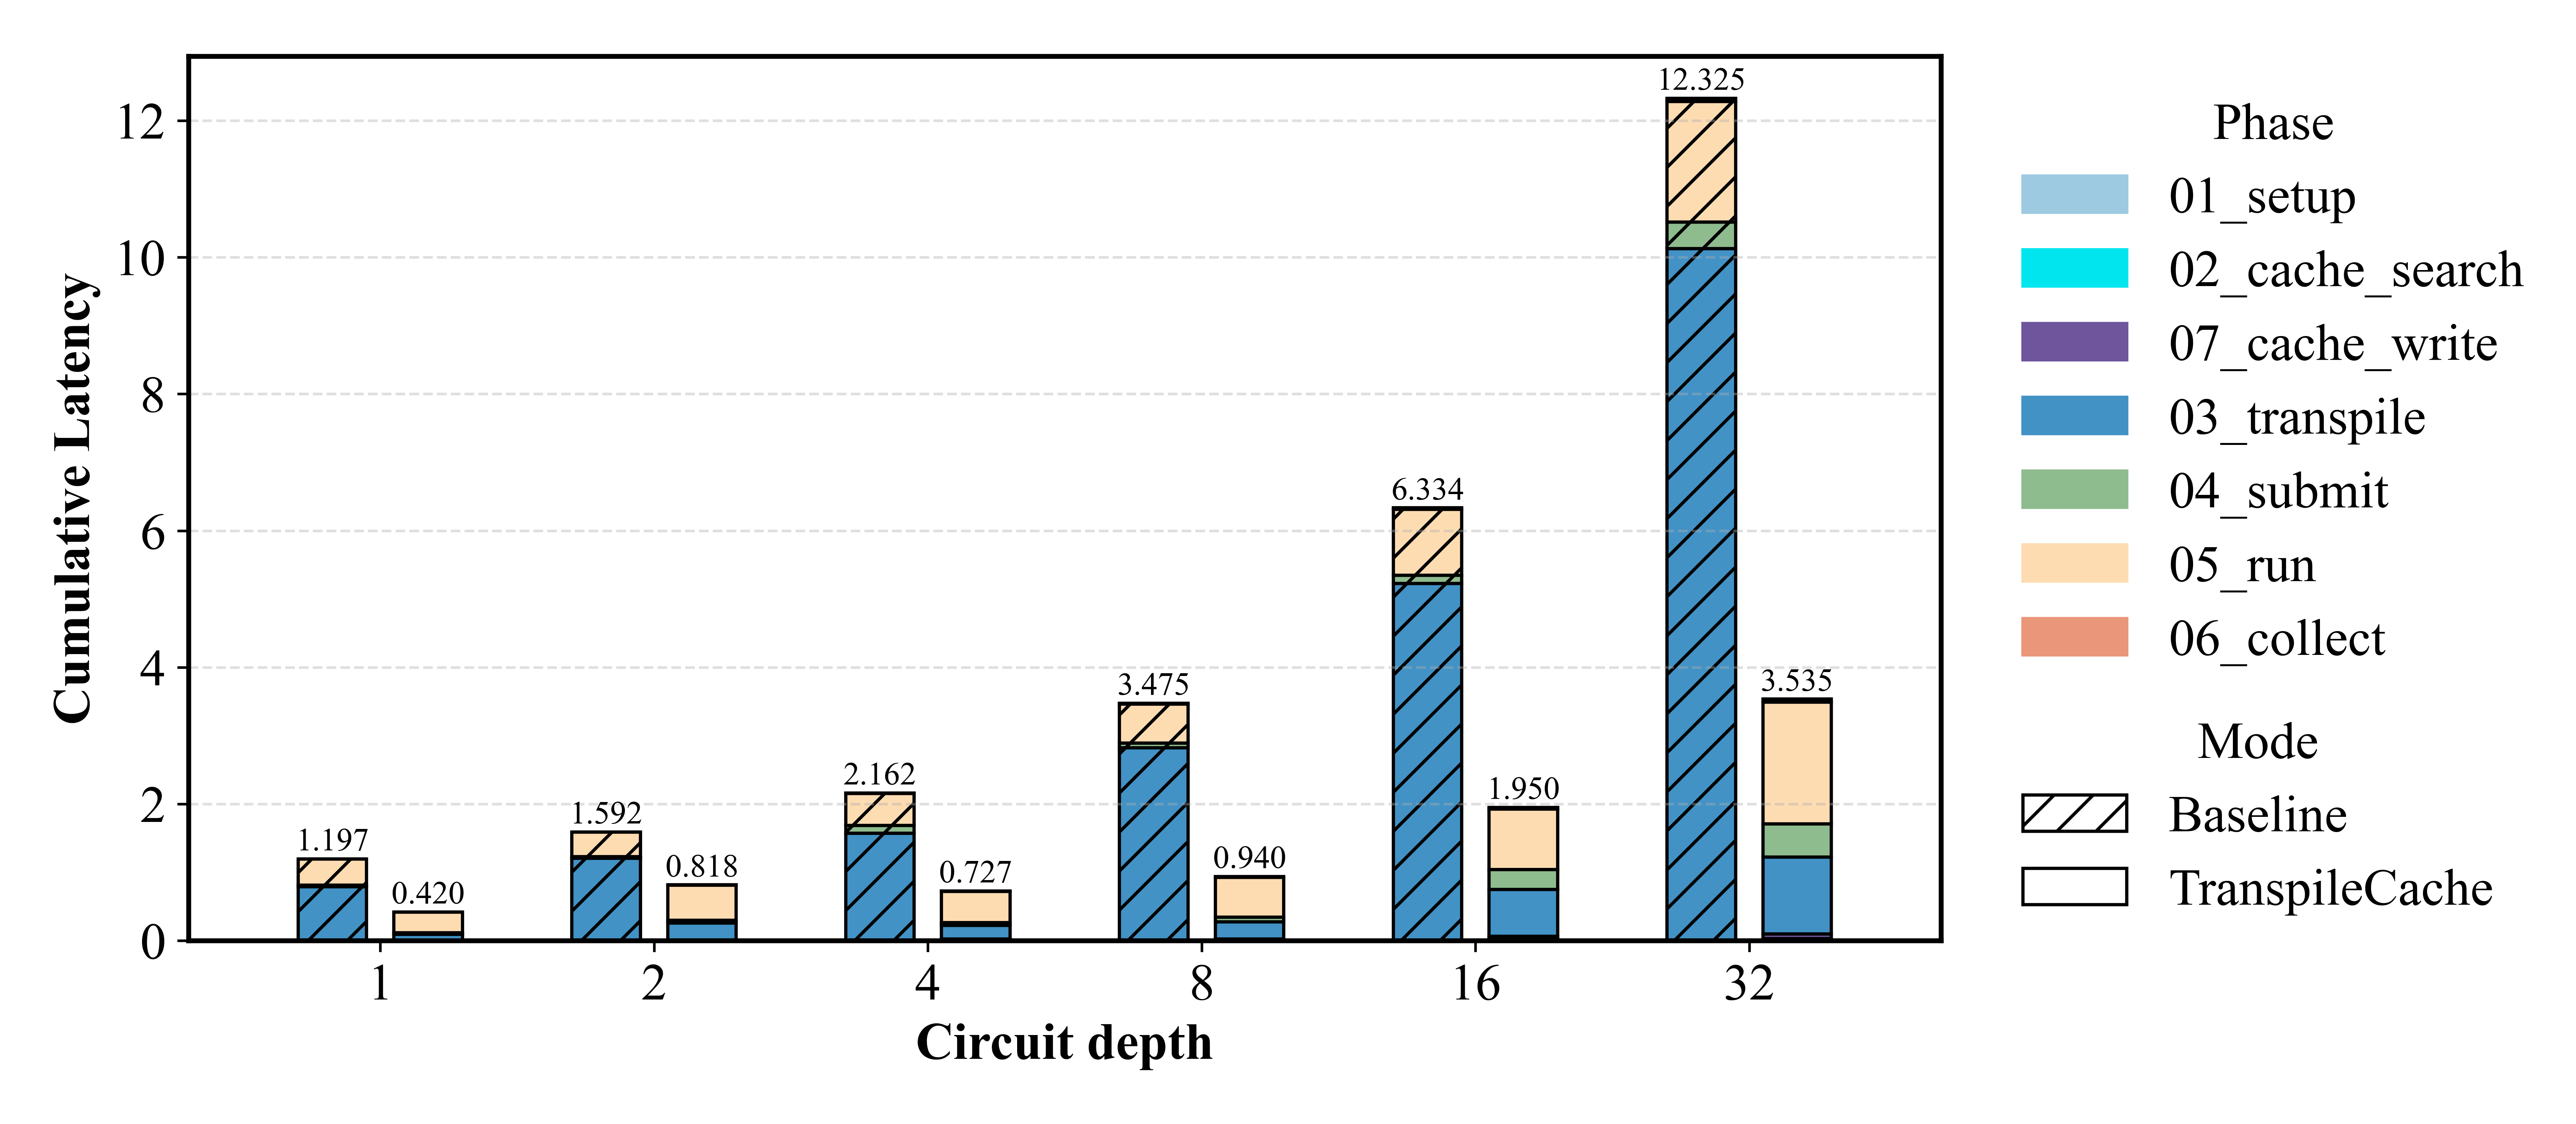 Cumulative Latency
12
10
8
6
4
2
0
1.197
0.420
1.592
0.818
2.162
0.727
3.475
0.940
6.334
1.950
12.325
3.535
1
2
4
8
16
32
Circuit depth
Phase
01_setup
02_cache_search
07_cache_write
03_transpile
04_submit
05_run
06_collect
Mode
Baseline
TranspileCache